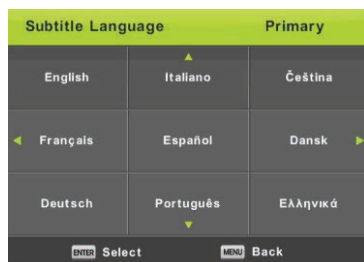 Subtitle Language Primary
English Italiano Čeština
Français Español Dansk
Deutsch Português Ελληνικά
ENTER Select MENU Back